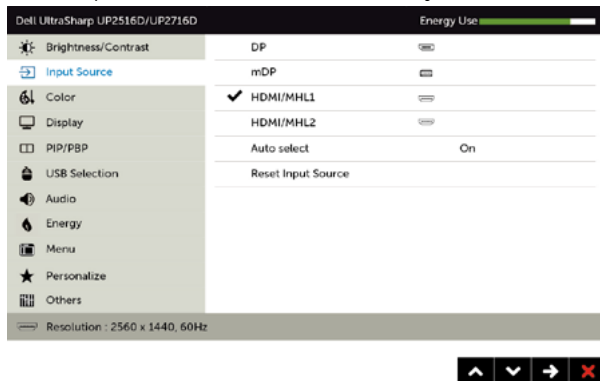 Dell UltraSharp UP2516D/UP2716D Energy Use
Brightness/Contrast DP
Input Source mDP
Color HDMI/MHL1
Display HDMI/MHL2
PIP/PBP Auto select On
USB Selection Reset Input Source
Audio
Energy
Menu
Personalize
Others
Resolution : 2560 x 1440, 60Hz